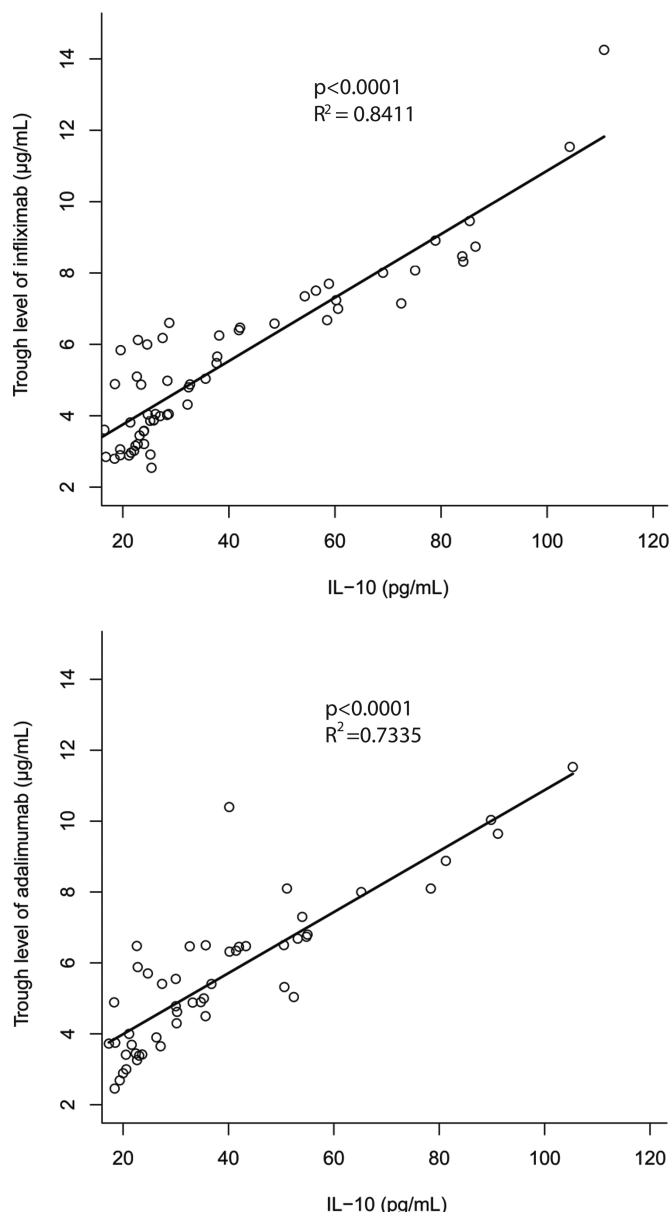 14
12
10
8
6
4
2
Trough level of infliximab (µg/mL)
p<0.0001
R² = 0.8411
20 40 60 80 100 120
IL−10 (pg/mL)
14
12
10
8
6
4
2
Trough level of adalimumab (µg/mL)
p<0.0001
R²=0.7335
20 40 60 80 100 120
IL−10 (pg/mL)